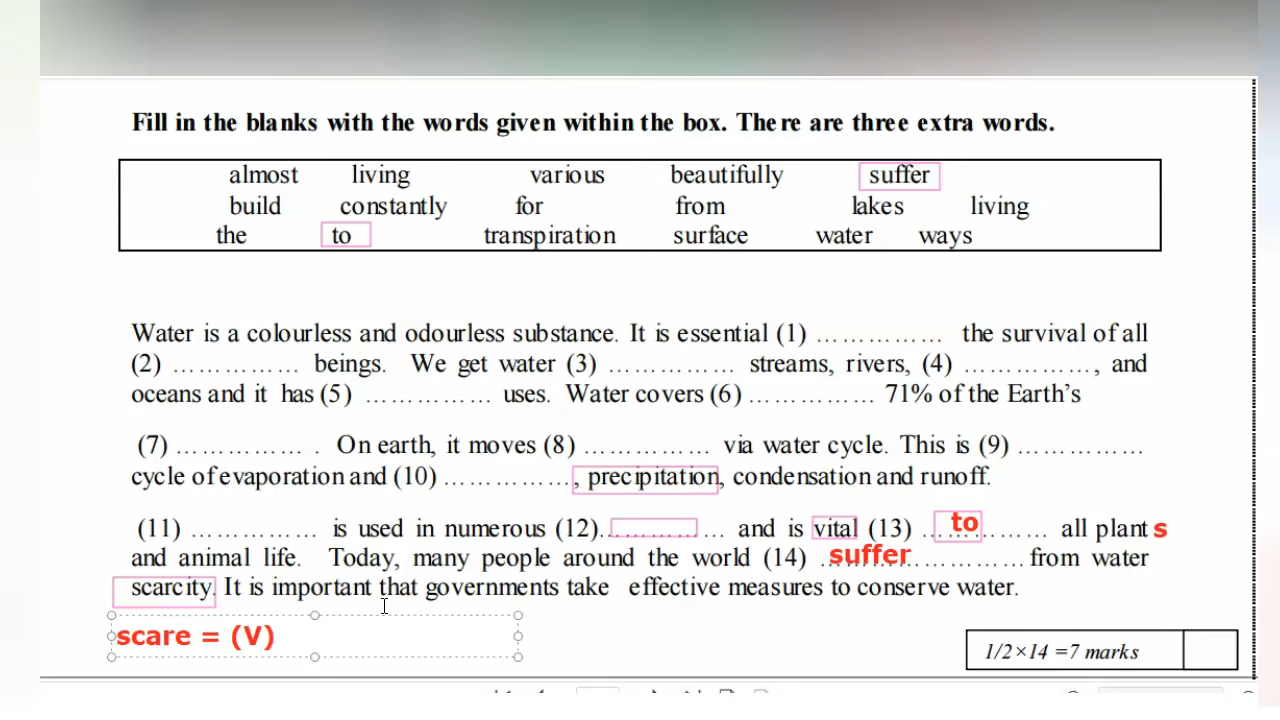 Fill in the blanks with the words given within the box. There are three extra words.
almost living various beautifully suffer
build constantly for from lakes living
the to transpiration surface water ways
Water is a colourless and odourless substance. It is essential (1) …………… the survival of all
(2) …………… beings. We get water (3) …………… streams, rivers, (4) ……………, and
oceans and it has (5) …………… uses. Water covers (6) …………… 71% of the Earth’s
(7) …………… . On earth, it moves (8) …………… via water cycle. This is (9) ……………
cycle of evaporation and (10) ……………, precipitation, condensation and runoff.
(11) …………… is used in numerous (12)…………… and is vital (13) … to ……… all plant s
and animal life. Today, many people around the world (14) suffer …………… from water
scarcity. It is important that governments take effective measures to conserve water.
scare = (V)
1/2×14 =7 marks